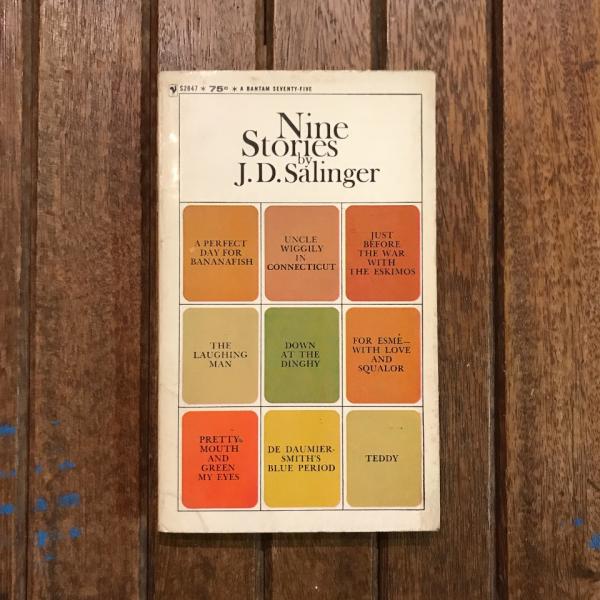 S2847 * 75¢ * A BANTAM SEVENTY-FIVE
Nine
Stories
by
J.D. Salinger
A PERFECT
DAY FOR
BANANAFISH
UNCLE
WIGGILY
IN
CONNECTICUT
JUST
BEFORE
THE WAR
WITH
THE ESKIMOS
THE
LAUGHING
MAN
DOWN
AT THE
DINGHY
FOR ESMÉ—
WITH LOVE
AND
SQUALOR
PRETTY
MOUTH
AND
GREEN
MY EYES
DE DAUMIER-
SMITH'S
BLUE PERIOD
TEDDY